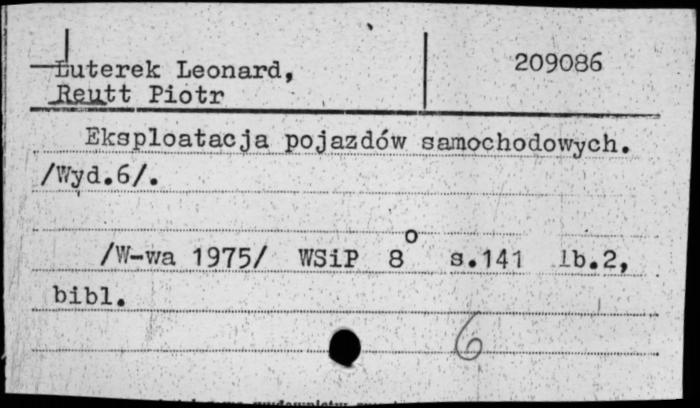 Luterek Leonard,
209086
Reutt Piotr
Eksploatacja pojazdów samochodowych.
/Wyd.6/.
/W-wa 1975/ WSiP 8° s.141 lb.2,
bibl.
6